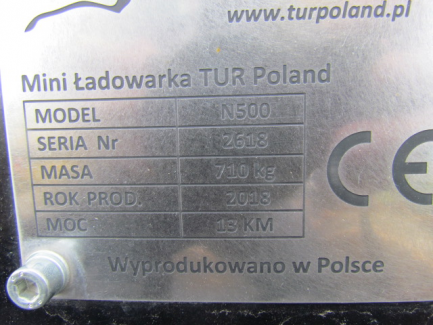 www.turpoland.pl
Mini Ładowarka TUR Poland
MODEL N500
SERIA Nr 2618
MASA 710 kg
ROK PROD. 2018
MOC 13 KM
CE
Wyprodukowano w Polsce